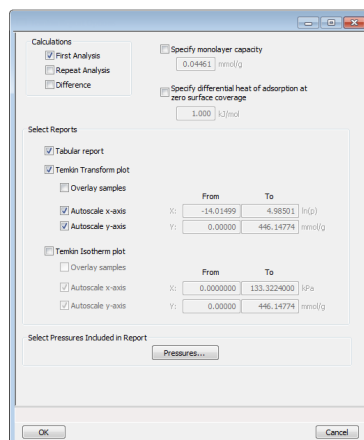 Calculations
First Analysis
Repeat Analysis
Difference
Specify monolayer capacity
0.04461 mmol/g
Specify differential heat of adsorption at
zero surface coverage
1.000 kJ/mol
Select Reports
Tabular report
Temkin Transform plot
Overlay samples
From To
Autoscale x-axis X: -14.01499 4.98501 ln(p)
Autoscale y-axis Y: 0.00000 446.14774 mmol/g
Temkin Isotherm plot
Overlay samples
From To
Autoscale x-axis X: 0.0000000 133.3224000 kPa
Autoscale y-axis Y: 0.00000 446.14774 mmol/g
Select Pressures Included in Report
Pressures...
OK Cancel